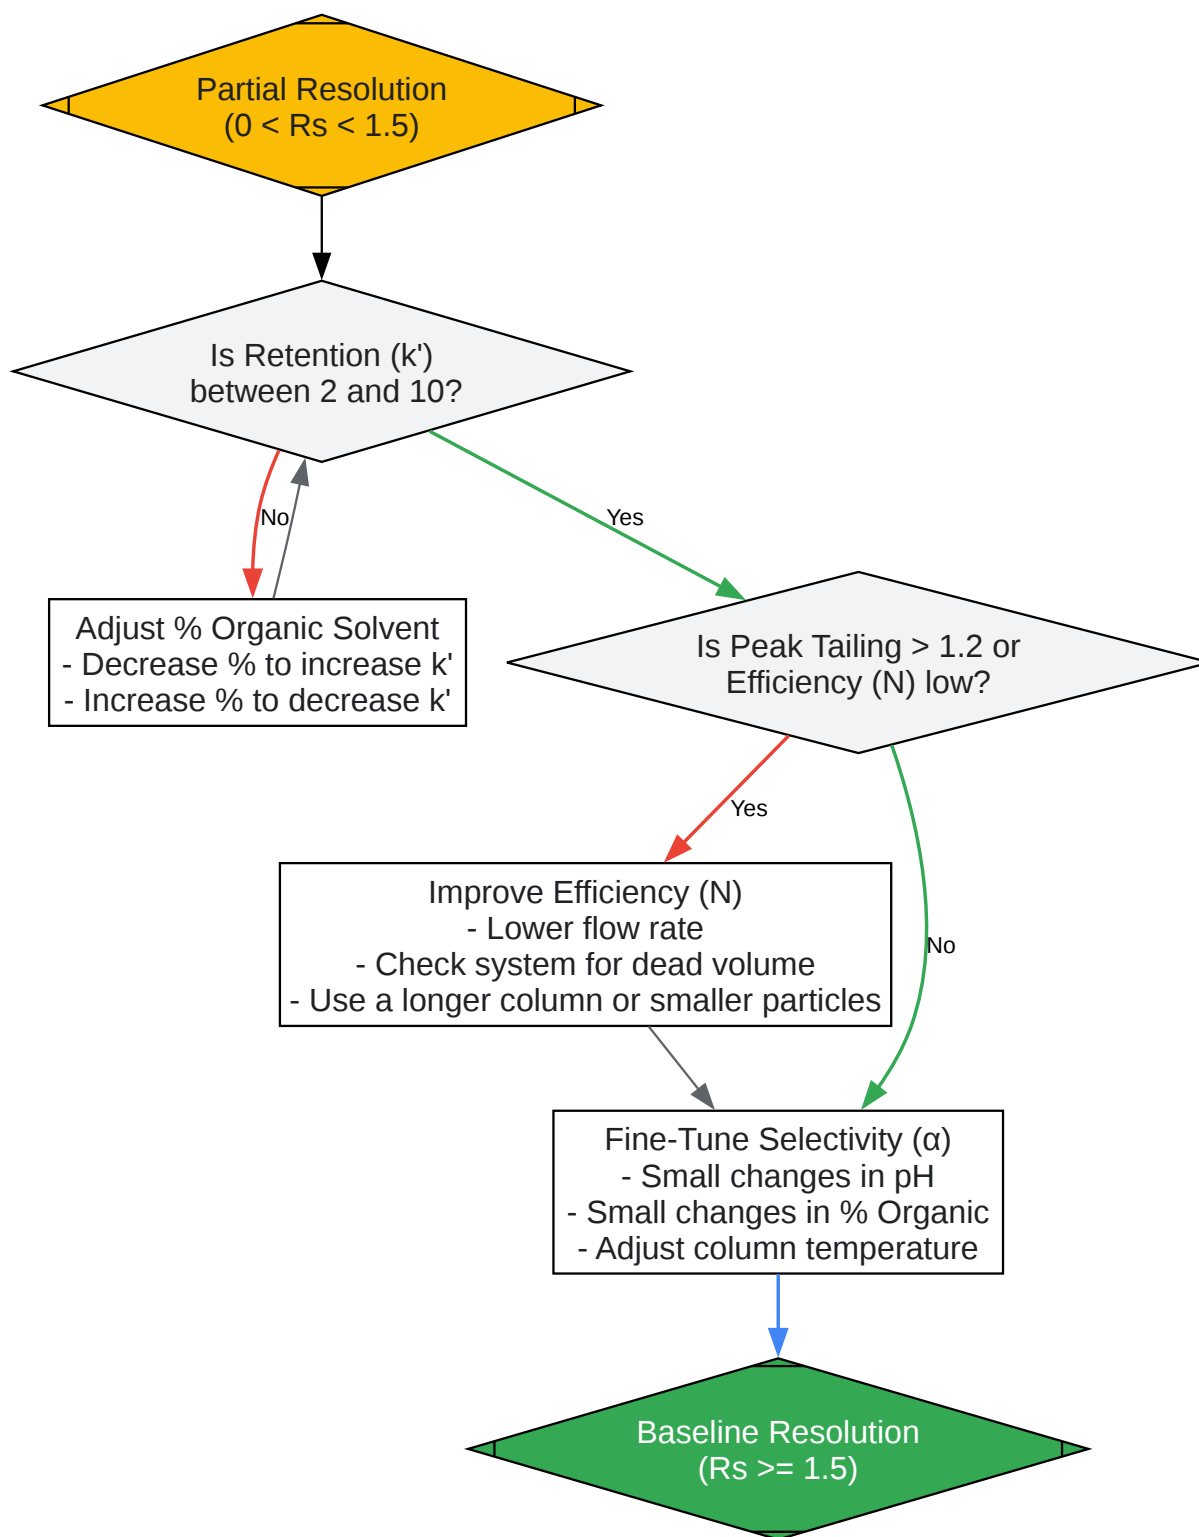 Partial Resolution
(0 < Rs < 1.5)
Is Retention (k')
between 2 and 10?
No
Yes
Adjust % Organic Solvent
- Decrease % to increase k'
- Increase % to decrease k'
Is Peak Tailing > 1.2 or
Efficiency (N) low?
Yes
Improve Efficiency (N)
- Lower flow rate
- Check system for dead volume
- Use a longer column or smaller particles
No
Fine-Tune Selectivity (α)
- Small changes in pH
- Small changes in % Organic
- Adjust column temperature
Baseline Resolution
(Rs >= 1.5)